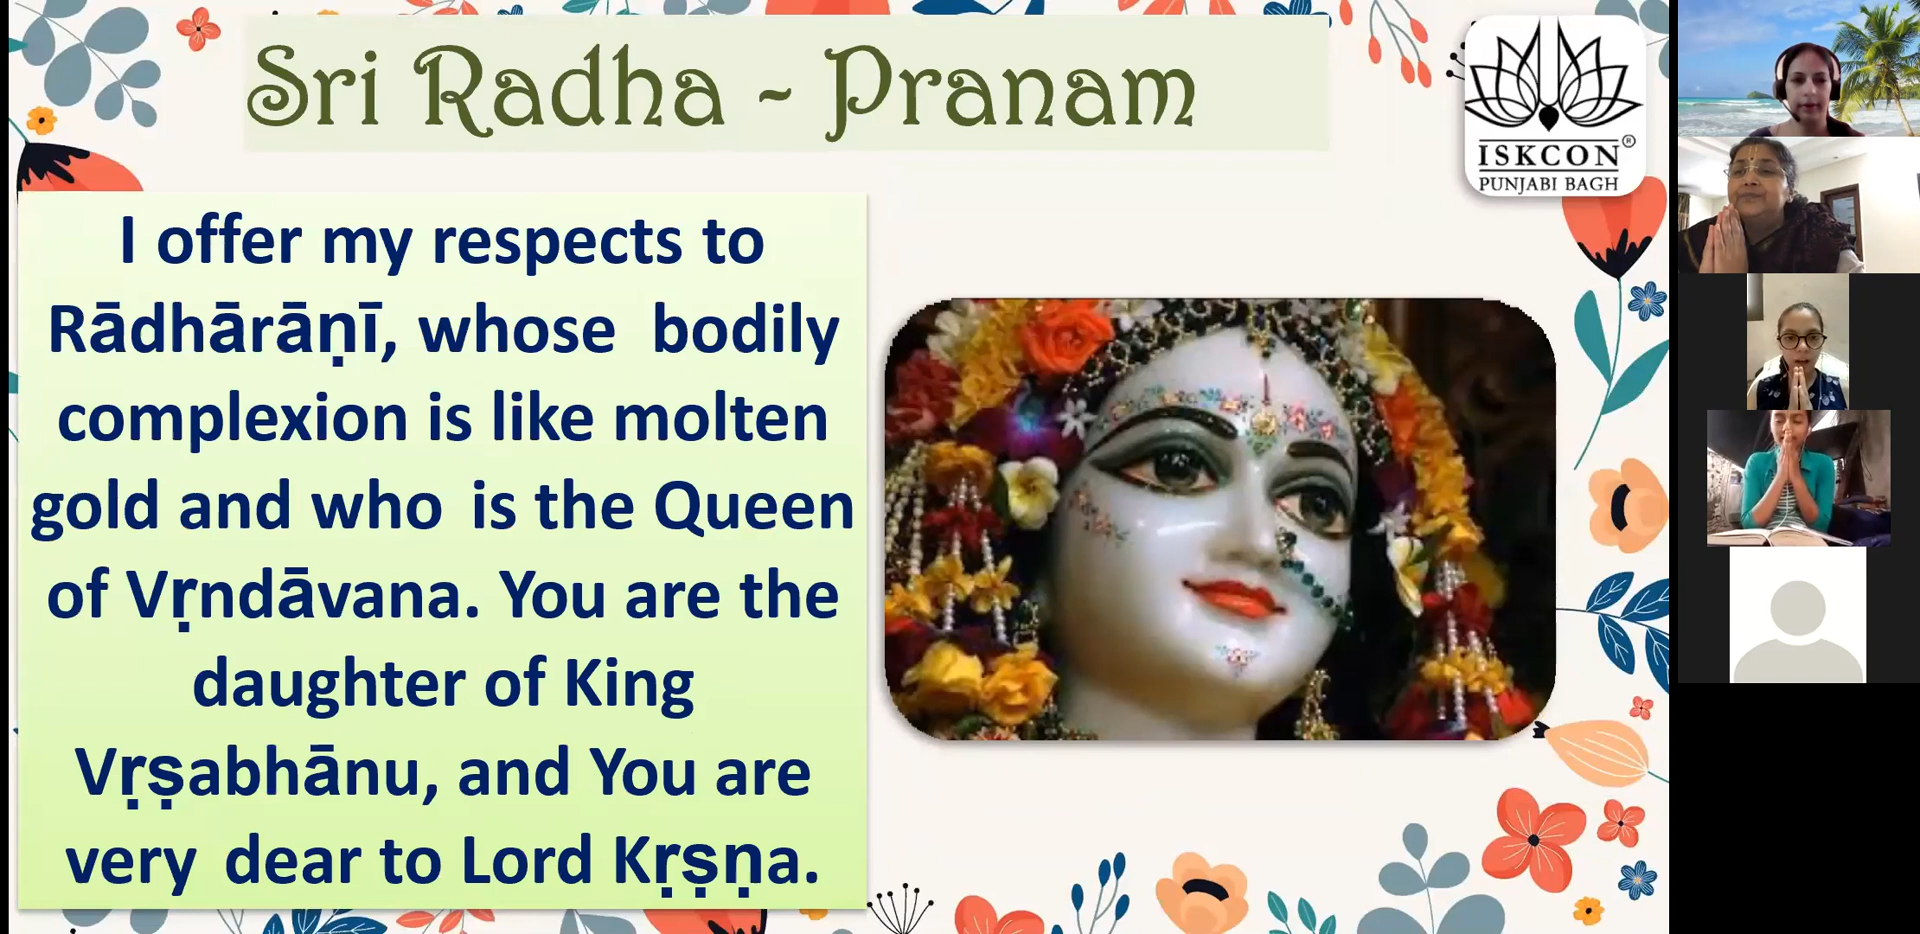 Sri Radha - Pranam
ISKCON®
PUNJABI BAGH
I offer my respects to
Rādhārāṇī, whose bodily
complexion is like molten
gold and who is the Queen
of Vṛndāvana. You are the
daughter of King
Vṛṣabhānu, and You are
very dear to Lord Kṛṣṇa.